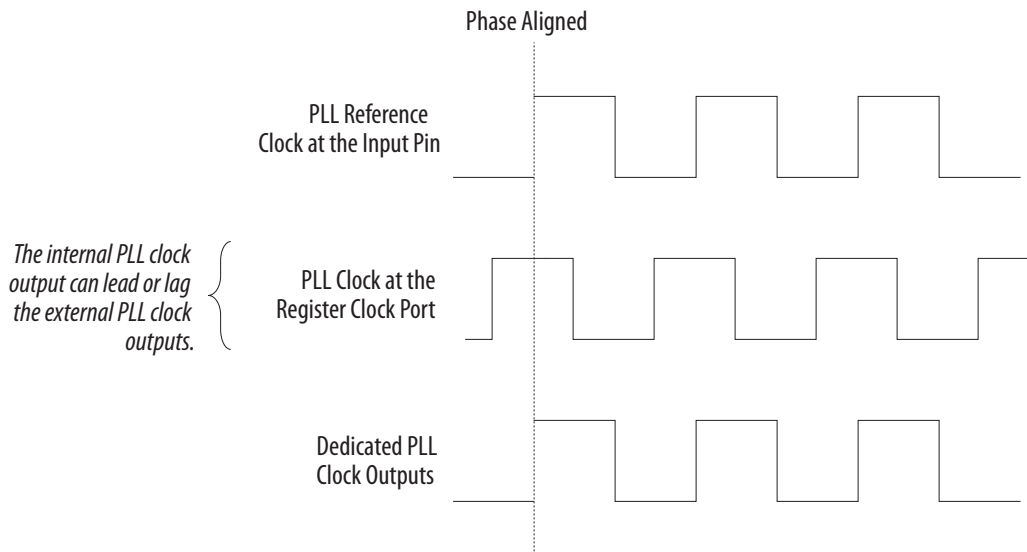 Phase Aligned
PLL Reference
Clock at the Input Pin
The internal PLL clock
output can lead or lag
the external PLL clock
outputs.
PLL Clock at the
Register Clock Port
Dedicated PLL
Clock Outputs